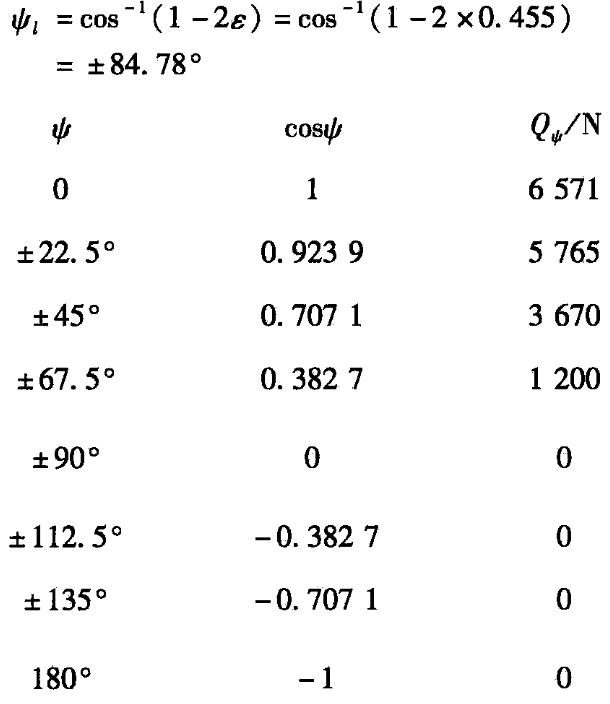 ψ_l = cos⁻¹(1 − 2ε) = cos⁻¹(1 − 2 × 0.455)
= ±84.78°
ψ cosψ Q_ψ/N
0 1 6 571
±22.5° 0.923 9 5 765
±45° 0.707 1 3 670
±67.5° 0.382 7 1 200
±90° 0 0
±112.5° −0.382 7 0
±135° −0.707 1 0
180° −1 0